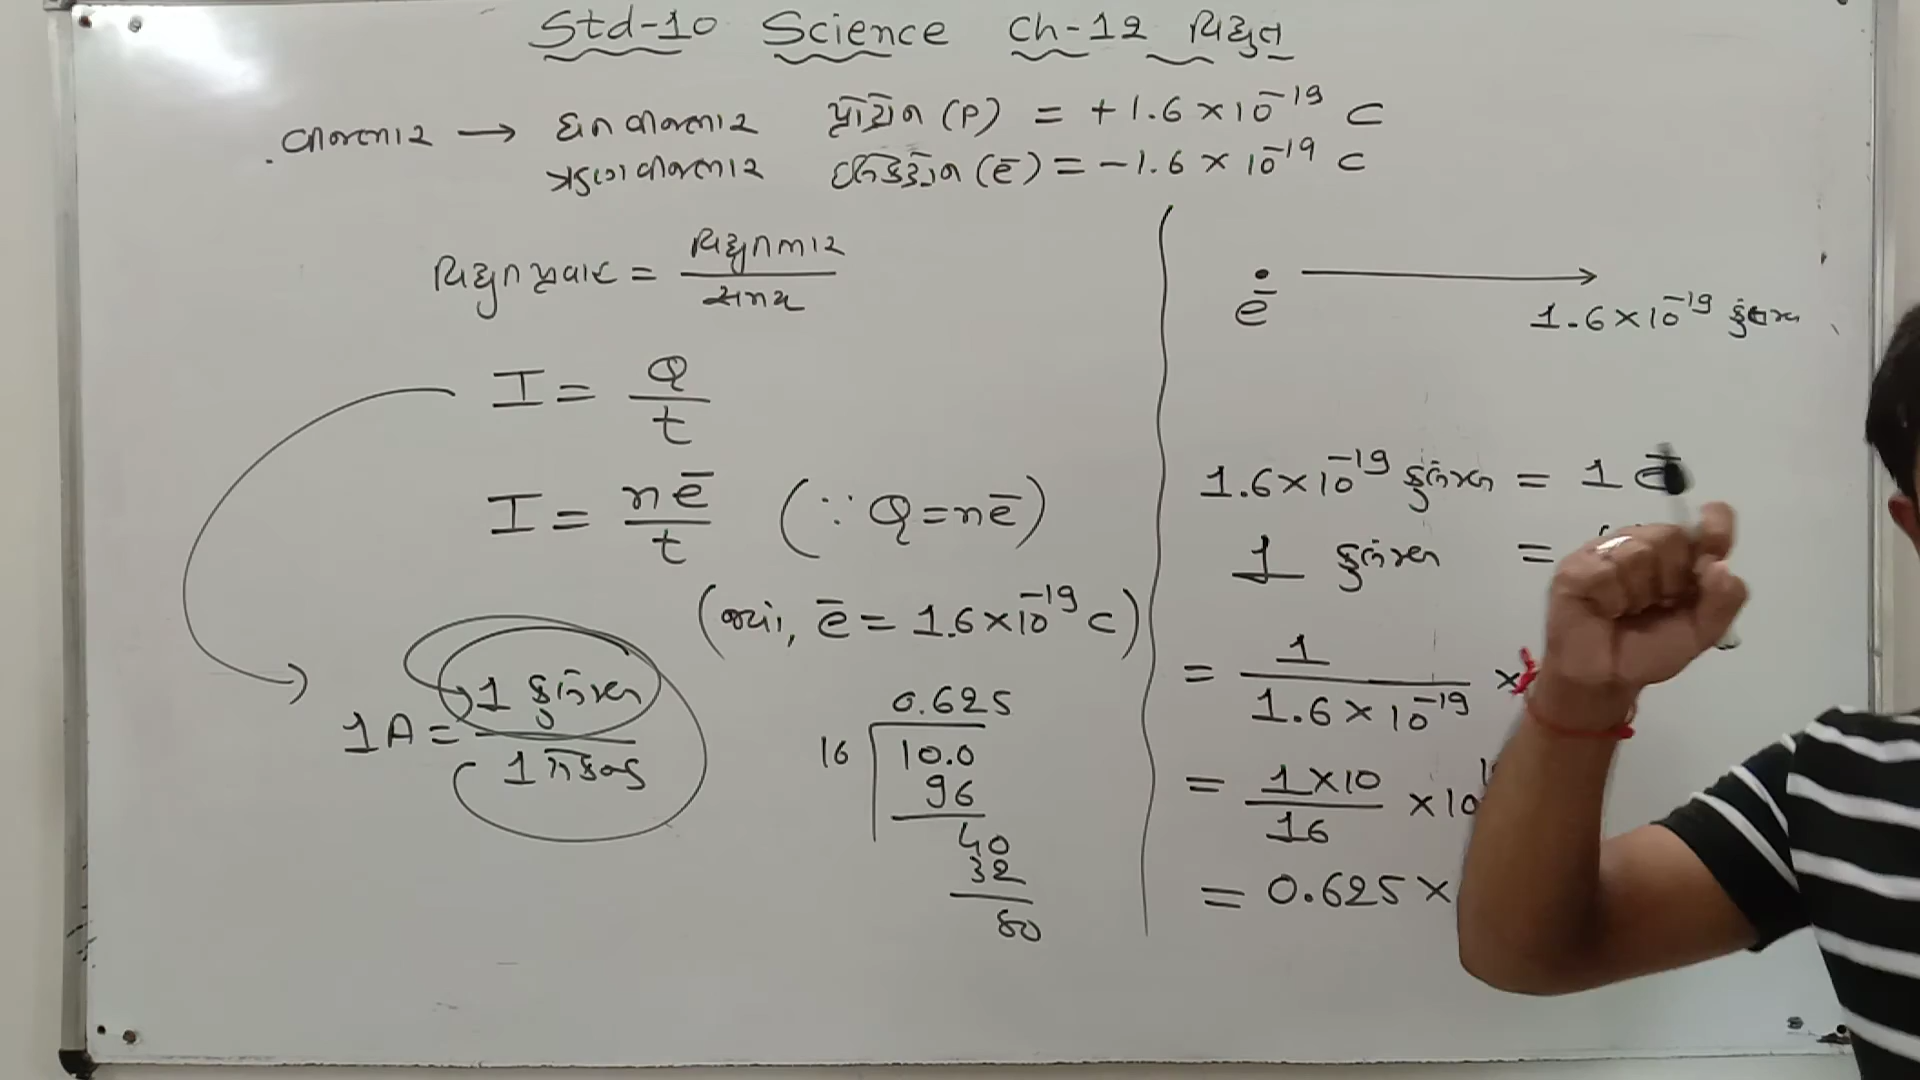 Std-10 Science Ch-12 વિદ્યુત
વીજભાર → ધન વીજભાર પ્રોટોન (P) = +1.6 × 10⁻¹⁹ C
ઋણ વીજભાર ઇલેક્ટ્રોન (e̅) = -1.6 × 10⁻¹⁹ C
વિદ્યુતપ્રવાહ = વિદ્યુતભાર / સમય
I = Q / t
I = ne̅ / t (∵ Q = ne̅)
(જ્યાં, e̅ = 1.6×10⁻¹⁹ C)
1A = 1 કુલંબ / 1 સેકન્ડ
0.625
16 10.0
96
40
32
80
e̅ →
1.6×10⁻¹⁹ કુલંબ
1.6×10⁻¹⁹ કુલંબ = 1 e̅
1 કુલંબ =
= 1 / 1.6×10⁻¹⁹ ×
= 1×10 / 16 ×10
= 0.625 ×